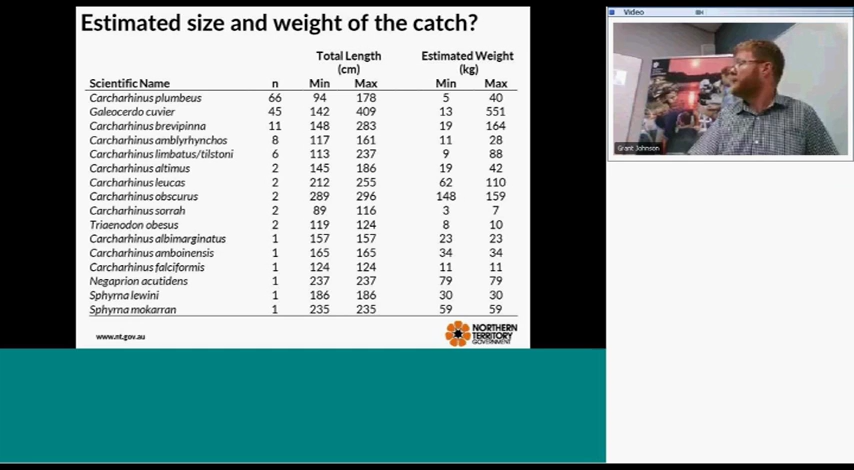 Estimated size and weight of the catch?
Total Length Estimated Weight
(cm) (kg)
Scientific Name n Min Max Min Max
Carcharhinus plumbeus 66 94 178 5 40
Galeocerdo cuvier 45 142 409 13 551
Carcharhinus brevipinna 11 148 283 19 164
Carcharhinus amblyrhynchos 8 117 161 11 28
Carcharhinus limbatus/tilstoni 6 113 237 9 88
Carcharhinus altimus 2 145 186 19 42
Carcharhinus leucas 2 212 255 62 110
Carcharhinus obscurus 2 289 296 148 159
Carcharhinus sorrah 2 89 116 3 7
Triaenodon obesus 2 119 124 8 10
Carcharhinus albimarginatus 1 157 157 23 23
Carcharhinus amboinensis 1 165 165 34 34
Carcharhinus falciformis 1 124 124 11 11
Negaprion acutidens 1 237 237 79 79
Sphyrna lewini 1 186 186 30 30
Sphyrna mokarran 1 235 235 59 59
www.nt.gov.au
NORTHERN
TERRITORY
GOVERNMENT
Video
Grant Johnson